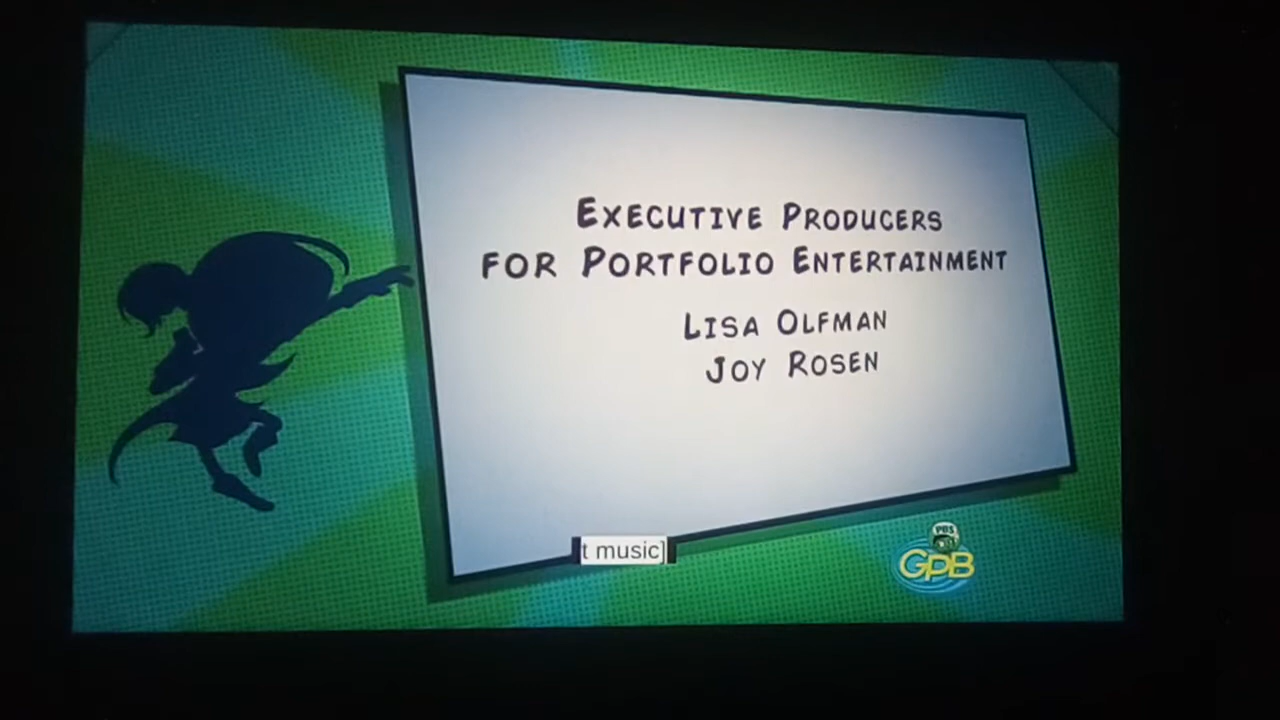 EXECUTIVE PRODUCERS
FOR PORTFOLIO ENTERTAINMENT
LISA OLFMAN
JOY ROSEN
t music]
PBS
GPB